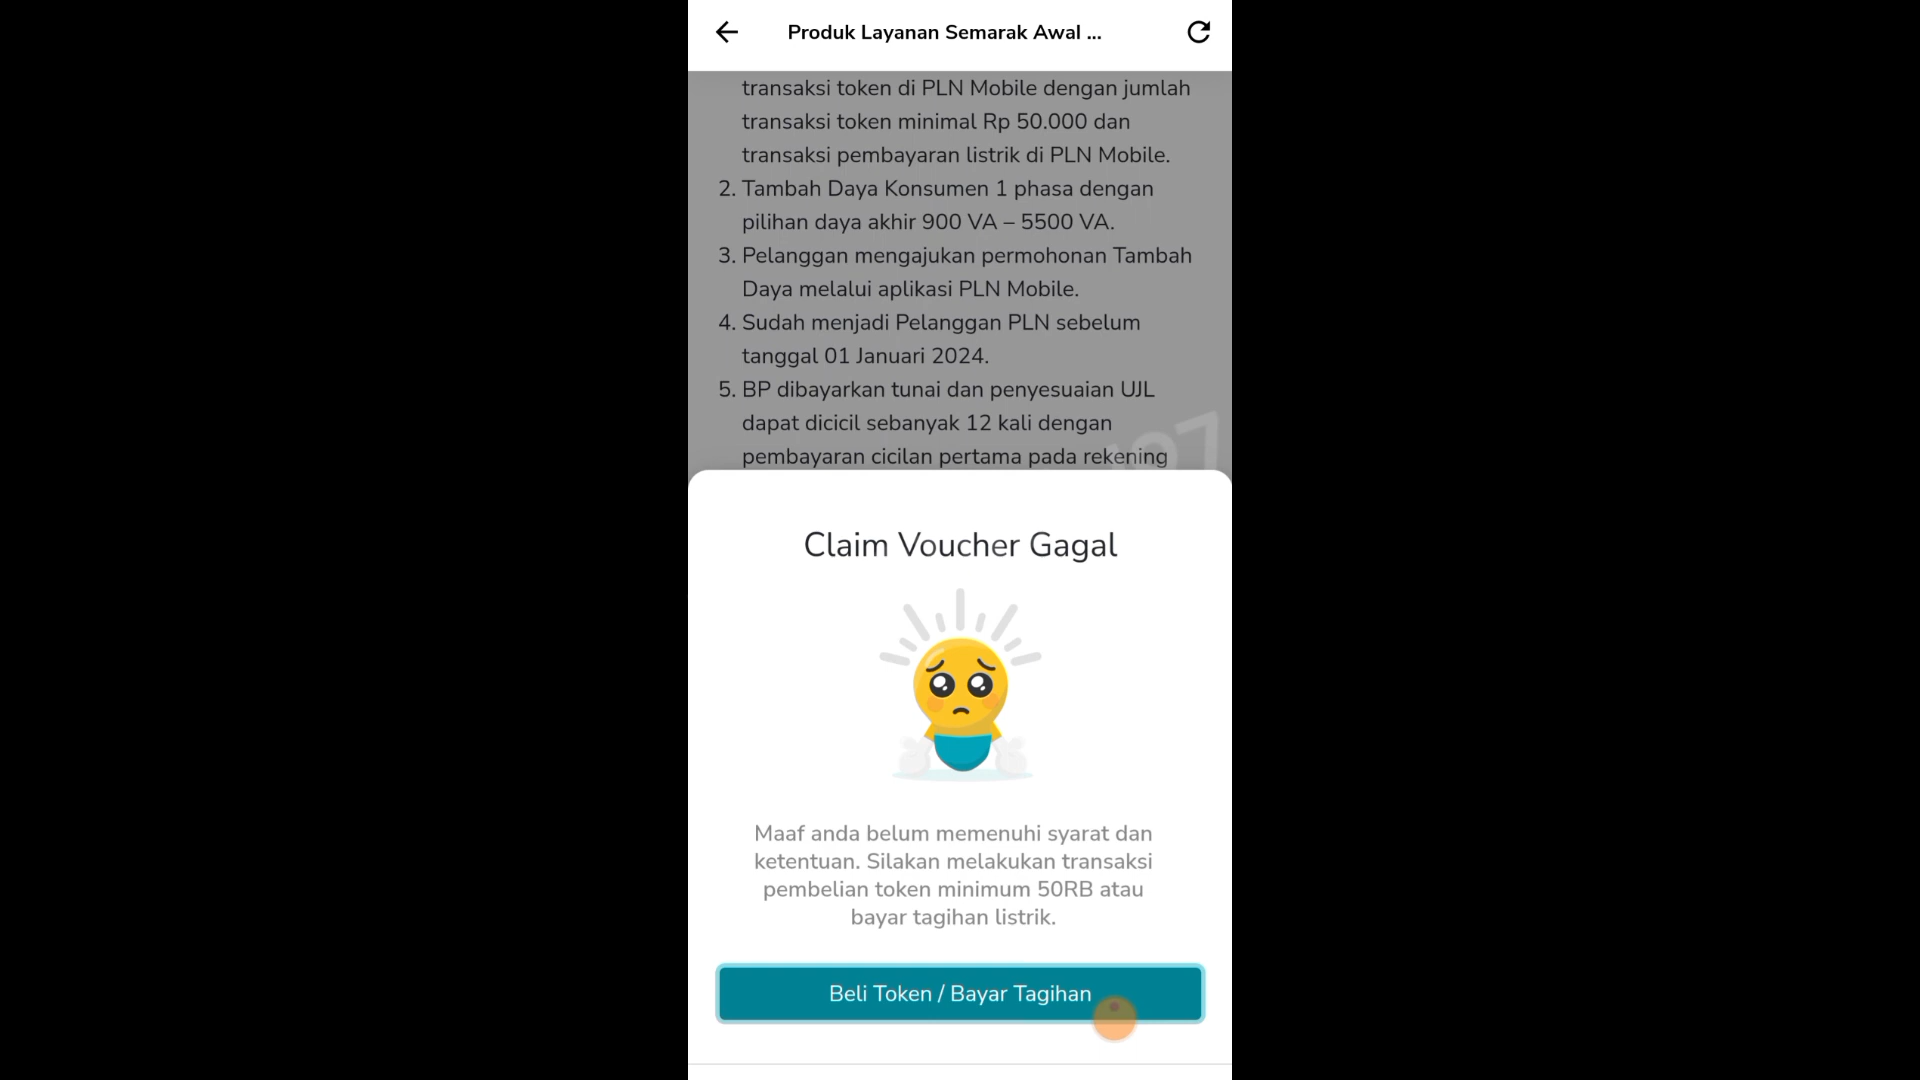 Produk Layanan Semarak Awal ...
transaksi token di PLN Mobile dengan jumlah
transaksi token minimal Rp 50.000 dan
transaksi pembayaran listrik di PLN Mobile.
2. Tambah Daya Konsumen 1 phasa dengan
pilihan daya akhir 900 VA – 5500 VA.
3. Pelanggan mengajukan permohonan Tambah
Daya melalui aplikasi PLN Mobile.
4. Sudah menjadi Pelanggan PLN sebelum
tanggal 01 Januari 2024.
5. BP dibayarkan tunai dan penyesuaian UJL
dapat dicicil sebanyak 12 kali dengan
pembayaran cicilan pertama pada rekening
Claim Voucher Gagal
Maaf anda belum memenuhi syarat dan
ketentuan. Silakan melakukan transaksi
pembelian token minimum 50RB atau
bayar tagihan listrik.
Beli Token / Bayar Tagihan